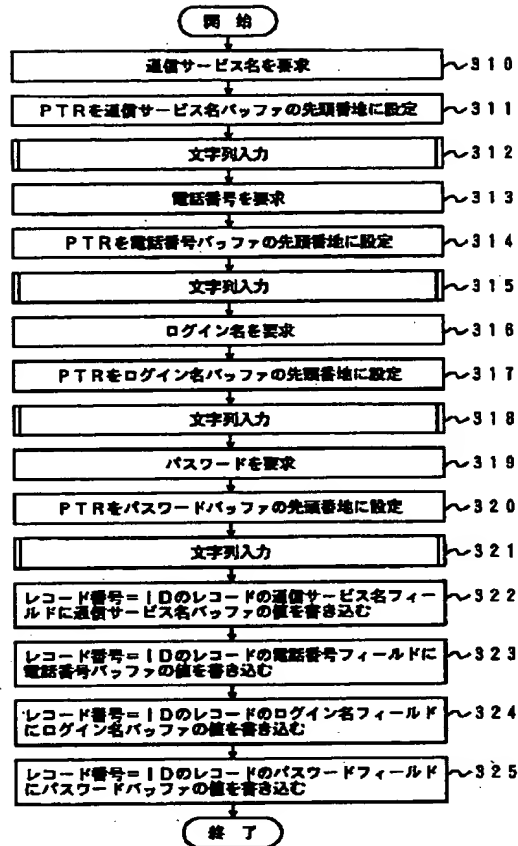 開 始
通信サービス名を要求 ～310
PTRを通信サービス名バッファの先頭番地に設定 ～311
文字列入力 ～312
電話番号を要求 ～313
PTRを電話番号バッファの先頭番地に設定 ～314
文字列入力 ～315
ログイン名を要求 ～316
PTRをログイン名バッファの先頭番地に設定 ～317
文字列入力 ～318
パスワードを要求 ～319
PTRをパスワードバッファの先頭番地に設定 ～320
文字列入力 ～321
レコード番号=IDのレコードの通信サービス名フィー ～322
ルドに通信サービス名バッファの値を書き込む
レコード番号=IDのレコードの電話番号フィールドに ～323
電話番号バッファの値を書き込む
レコード番号=IDのレコードのログイン名フィールド ～324
にログイン名バッファの値を書き込む
レコード番号=IDのレコードのパスワードフィールド ～325
にパスワードバッファの値を書き込む
終 了